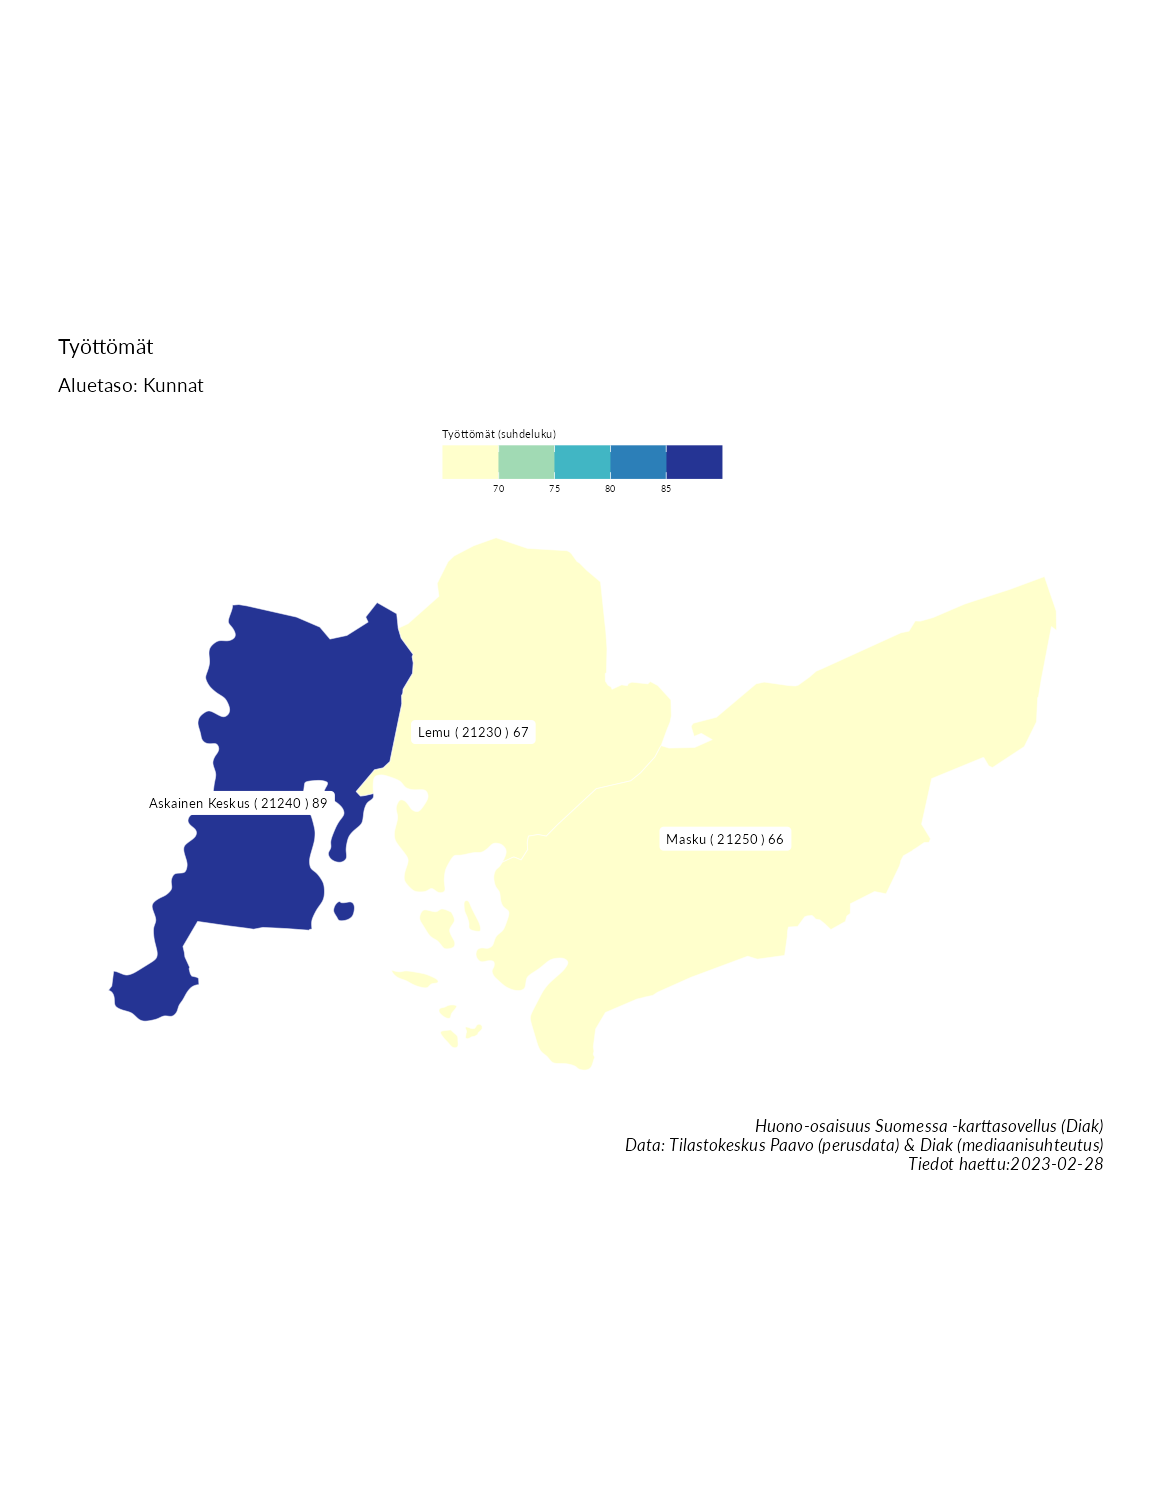 Työttömät
Aluetaso: Kunnat
Työttömät (suhdeluku)
70 75 80 85
Lemu ( 21230 ) 67
Askainen Keskus ( 21240 ) 89
Masku ( 21250 ) 66
Huono-osaisuus Suomessa -karttasovellus (Diak)
Data: Tilastokeskus Paavo (perusdata) & Diak (mediaanisuhteutus)
Tiedot haettu:2023-02-28